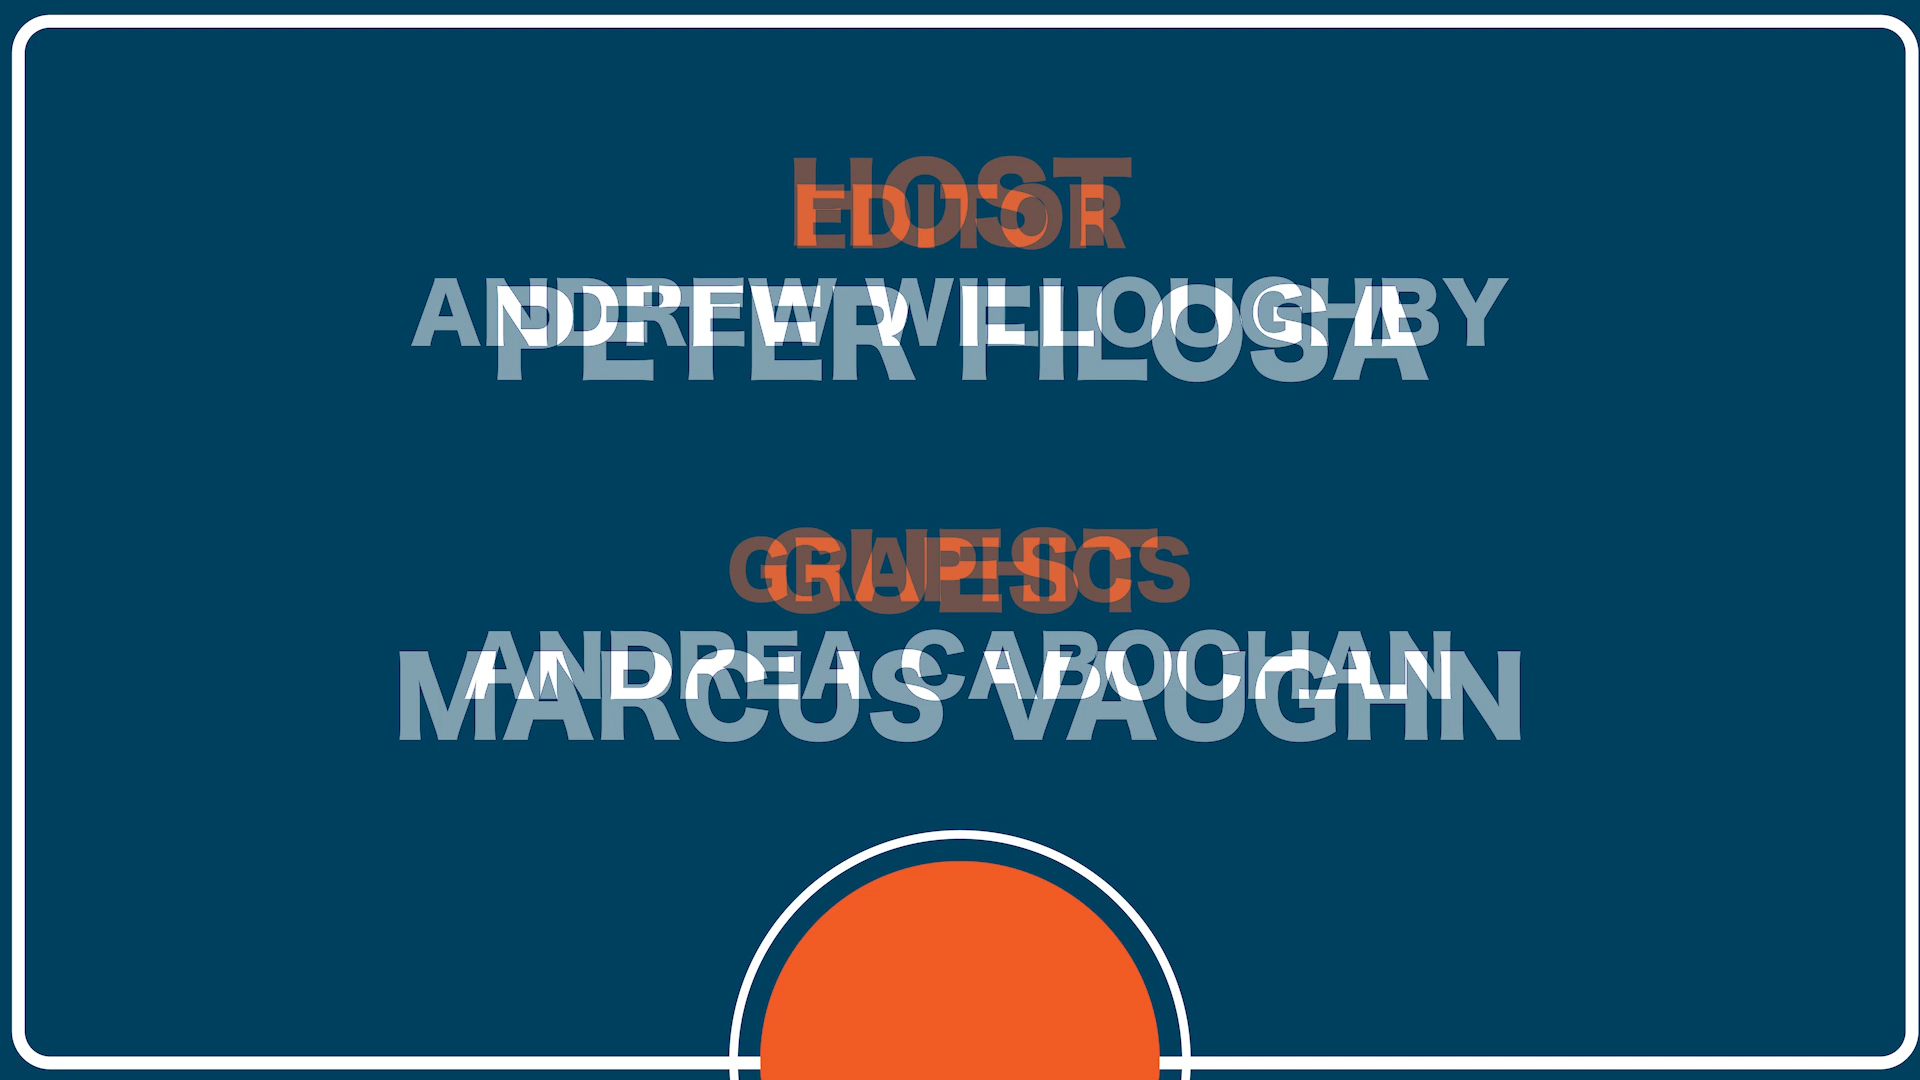 HOST
PETER FILOSA
GUEST
MARCUS VAUGHN
EDITOR
ANDREW WILLOUGHBY
GRAPHICS
ANDREA CABOCHAN